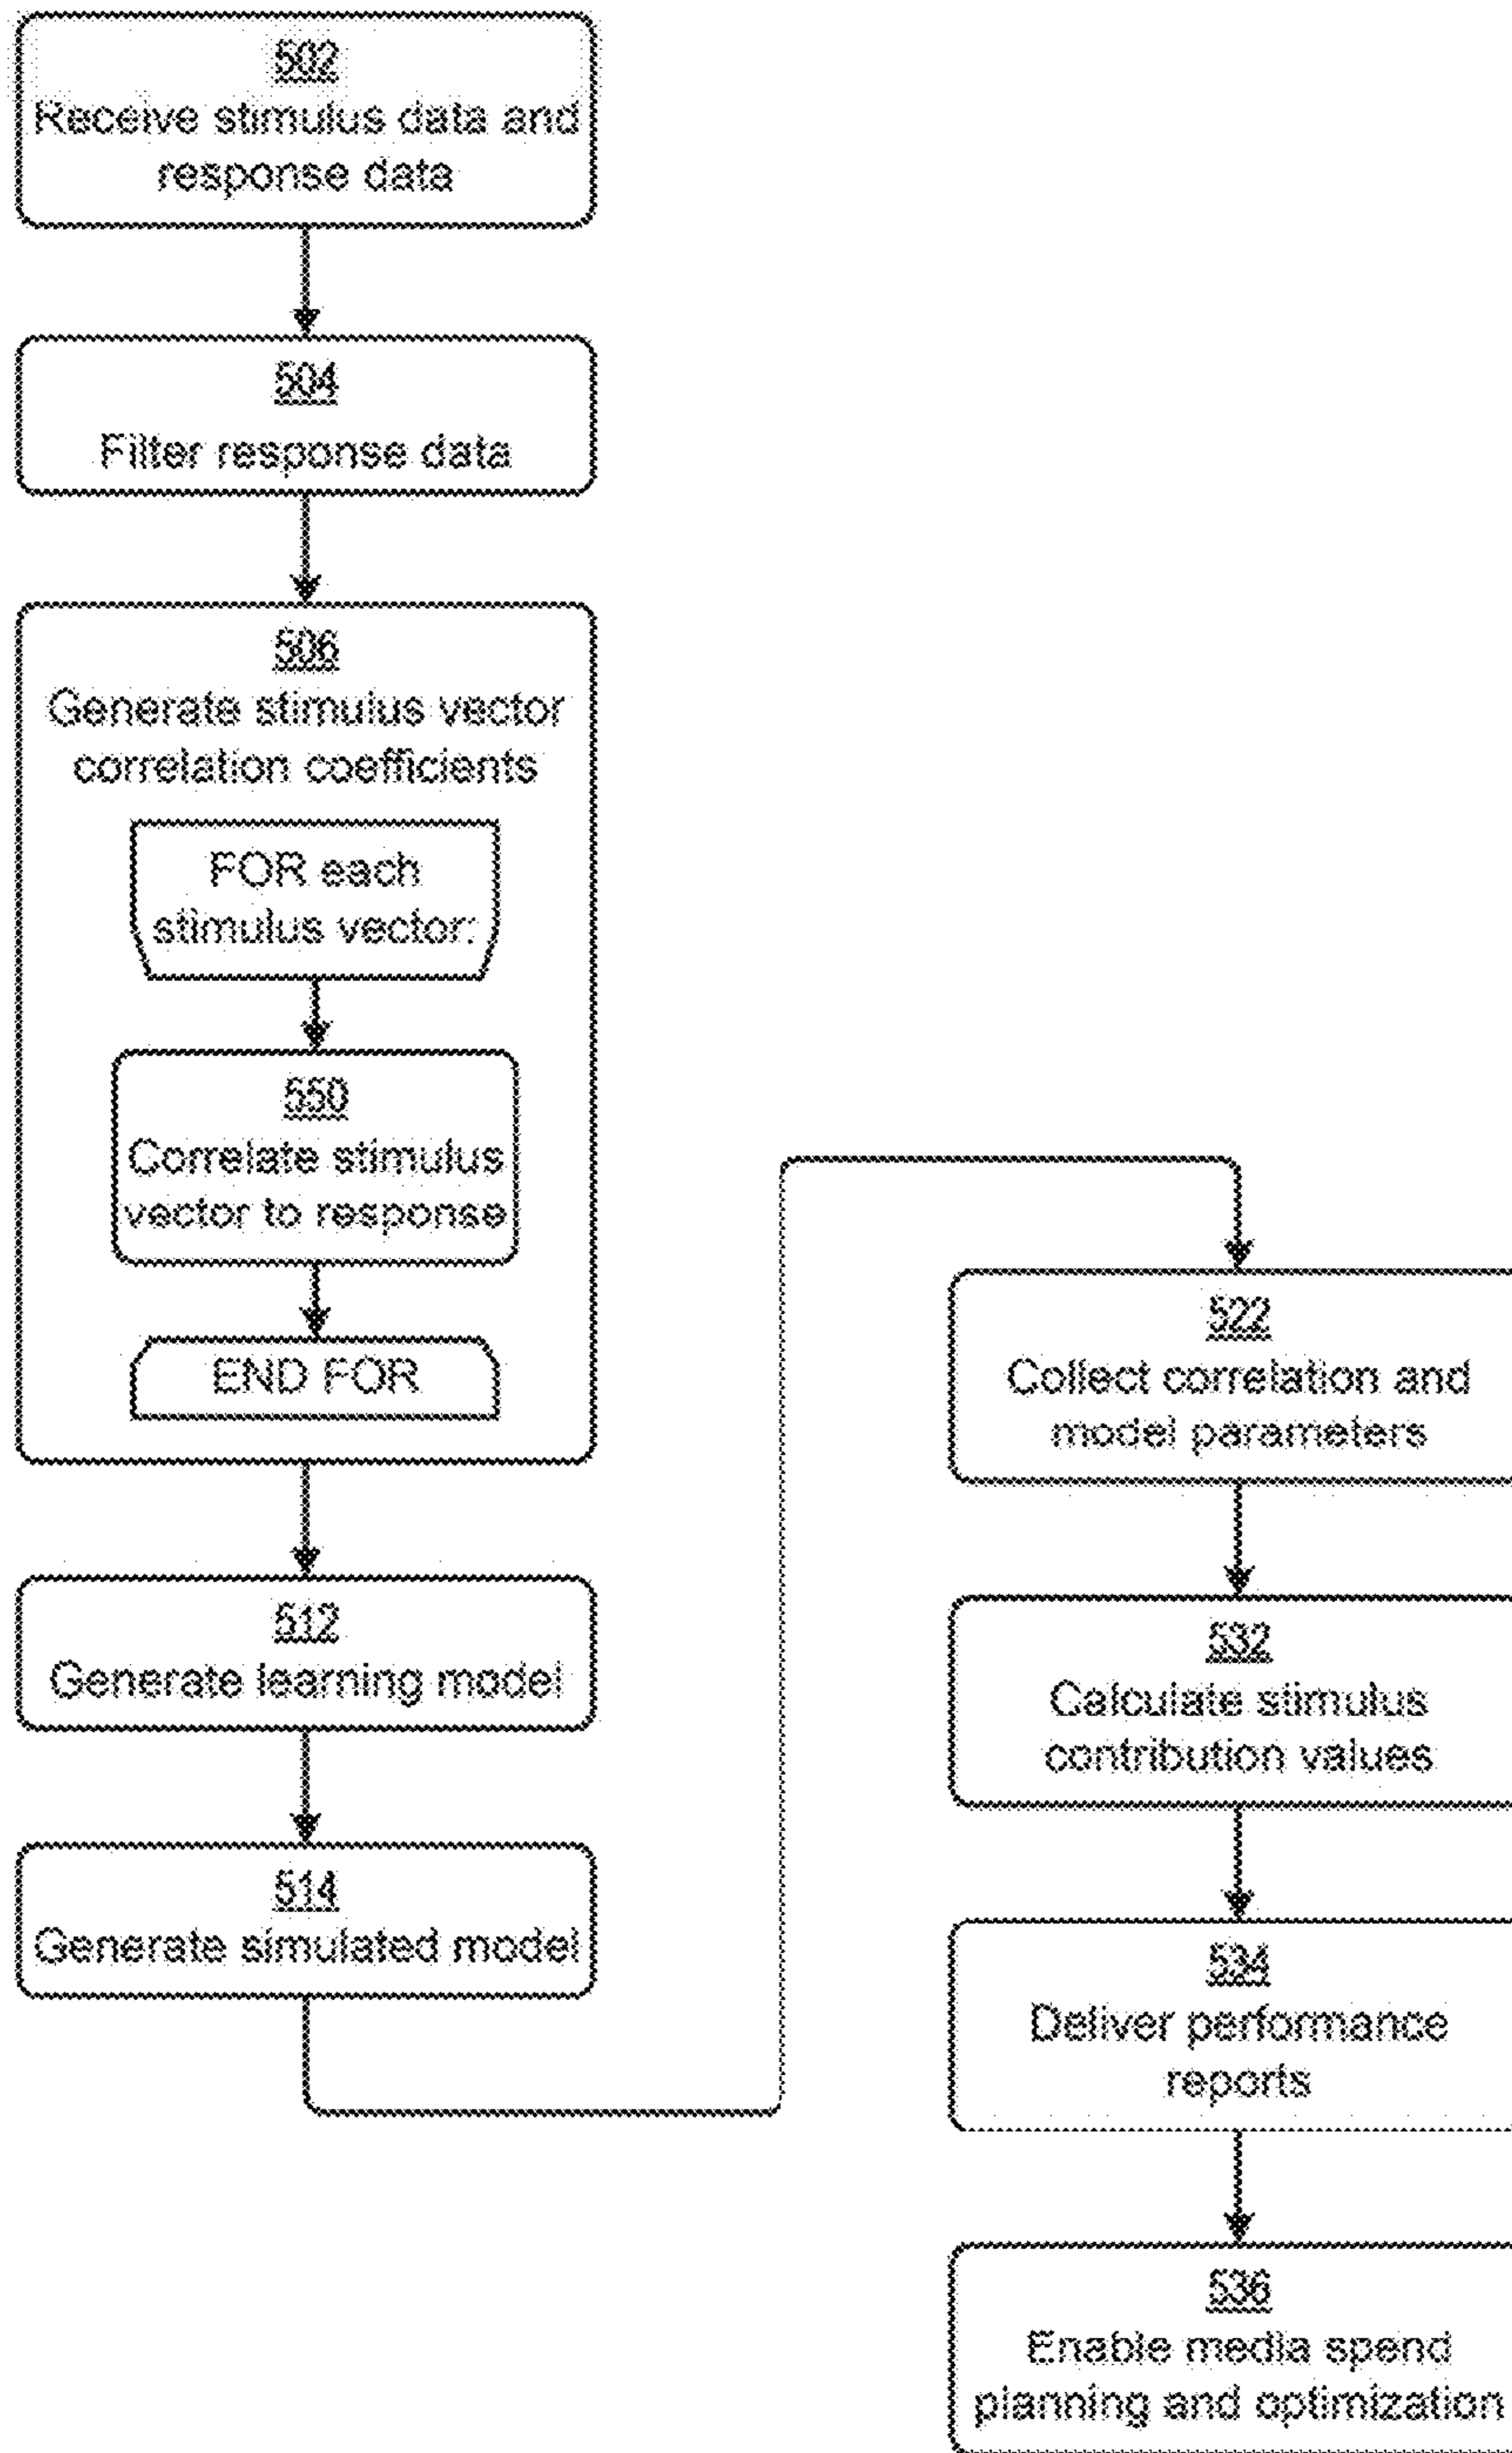 502
Receive stimulus data and
response data
504
Filter response data
506
Generate stimulus vector
correlation coefficients
FOR each
stimulus vector:
550
Correlate stimulus
vector to response
END FOR
512
Generate learning model
514
Generate simulated model
522
Collect correlation and
model parameters
532
Calculate stimulus
contribution values
534
Deliver performance
reports
536
Enable media spend
planning and optimization